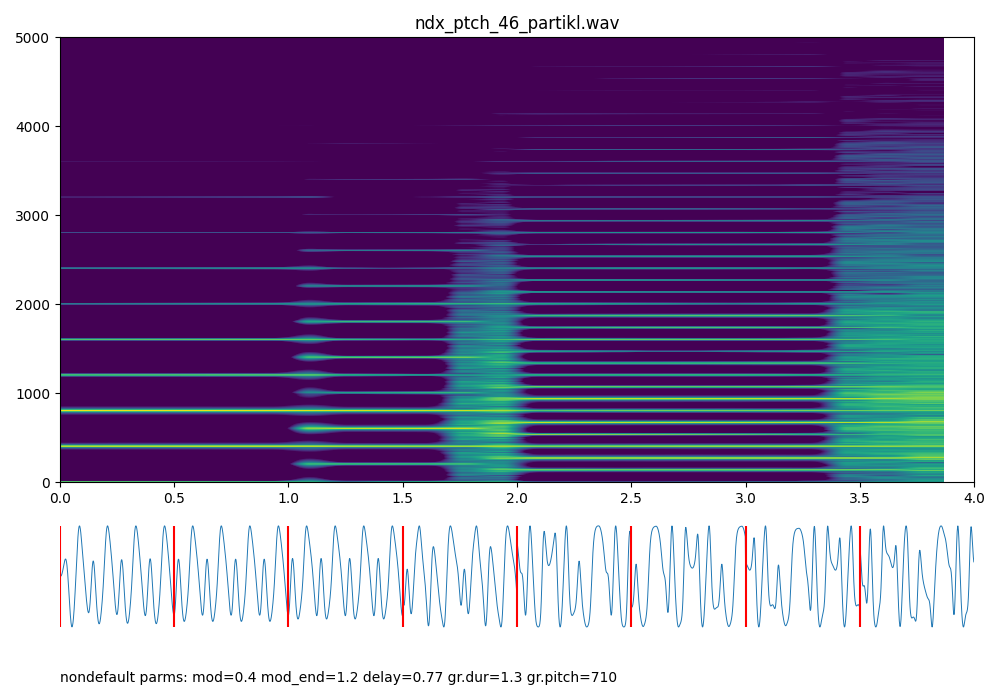 ndx_ptch_46_partikl.wav
5000
4000
3000
2000
1000
0
0.0 0.5 1.0 1.5 2.0 2.5 3.0 3.5 4.0
nondefault parms: mod=0.4 mod_end=1.2 delay=0.77 gr.dur=1.3 gr.pitch=710